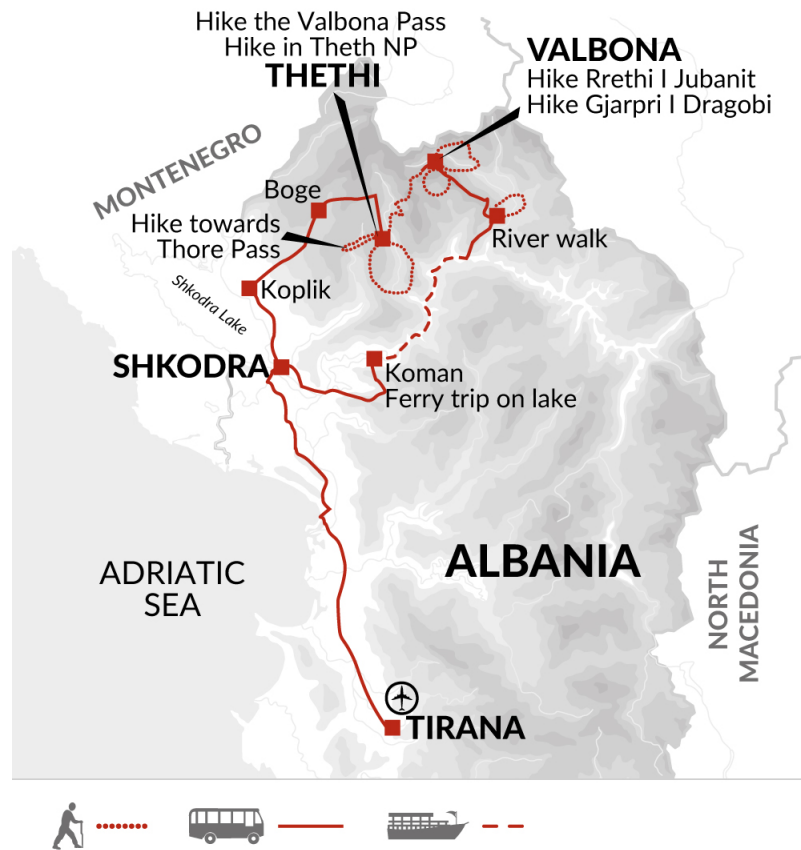 Hike the Valbona Pass
Hike in Theth NP
THETHI
VALBONA
Hike Rrethi I Jubanit
Hike Gjarpri I Dragobi
MONTENEGRO
Boge
Hike towards
Thore Pass
River walk
Shkodra Lake
Koplik
SHKODRA
Koman
Ferry trip on lake
ADRIATIC
SEA
ALBANIA
NORTH
MACEDONIA
TIRANA